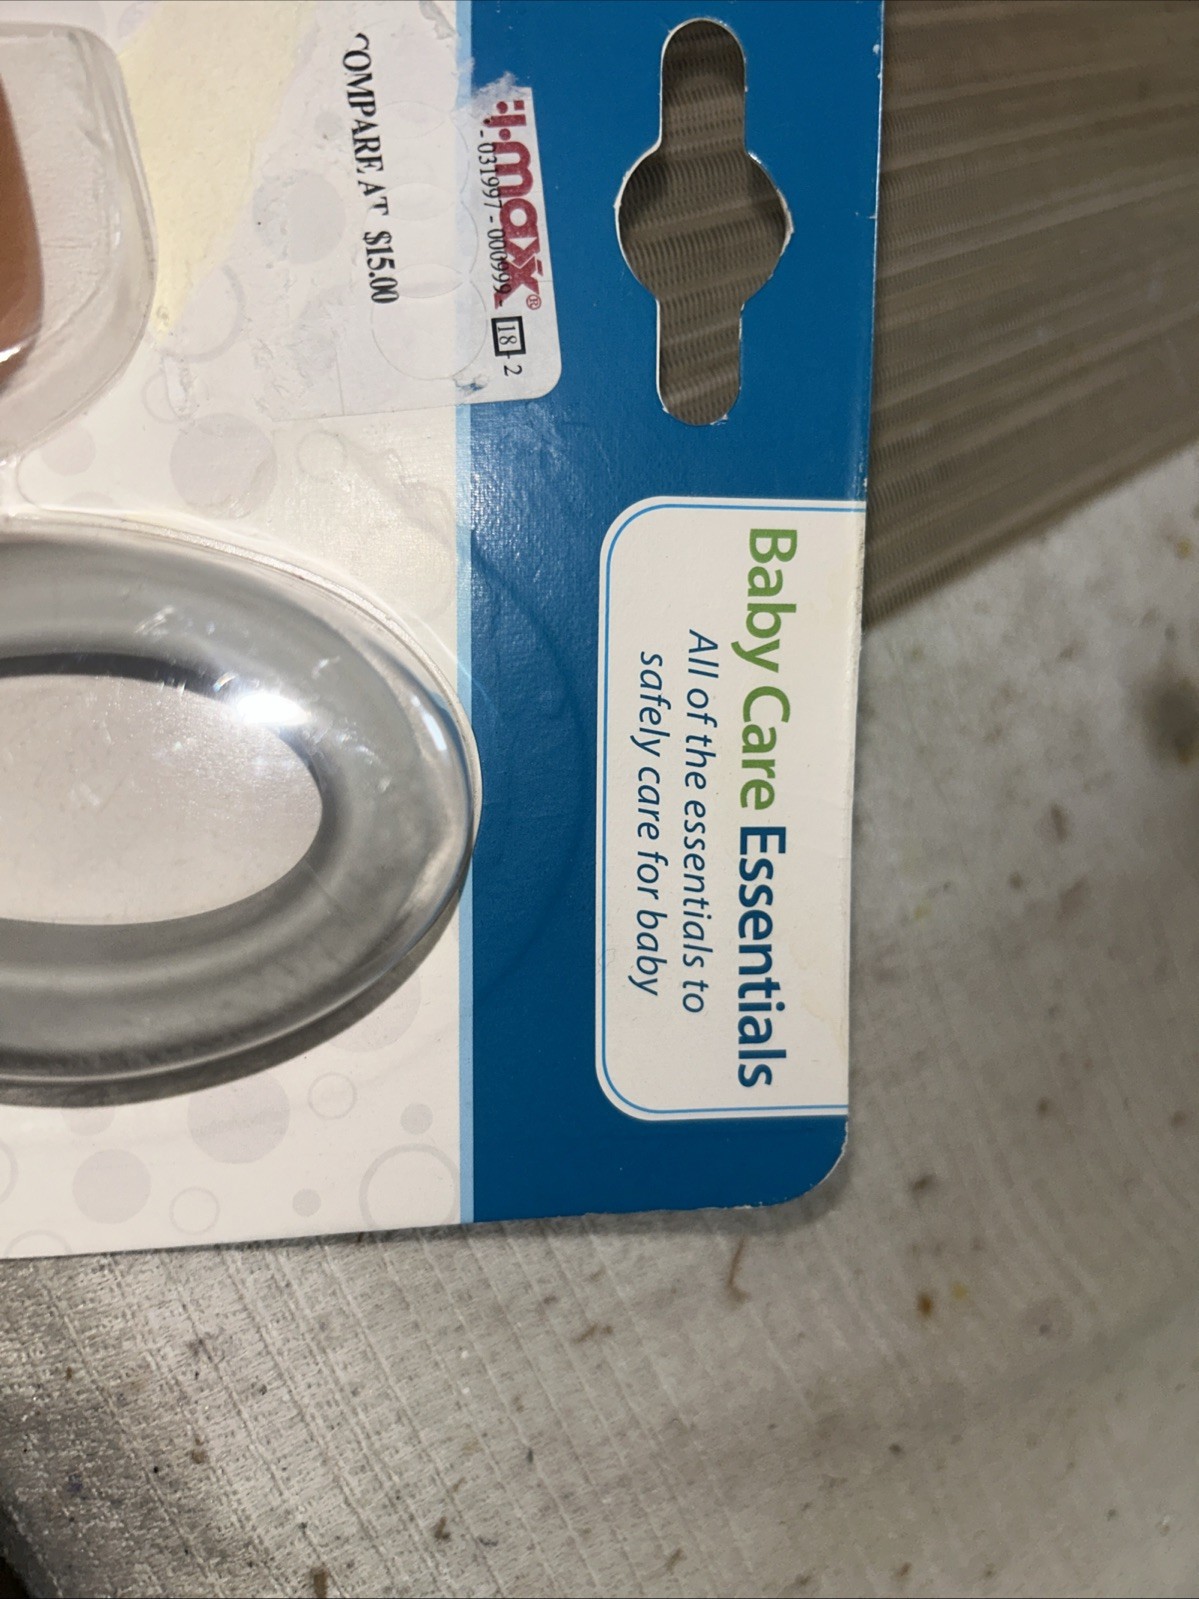 t·j·maxx®
- 031997 - 000999 - 18 - 2
COMPARE AT $15.00
Baby Care Essentials
All of the essentials to
safely care for baby